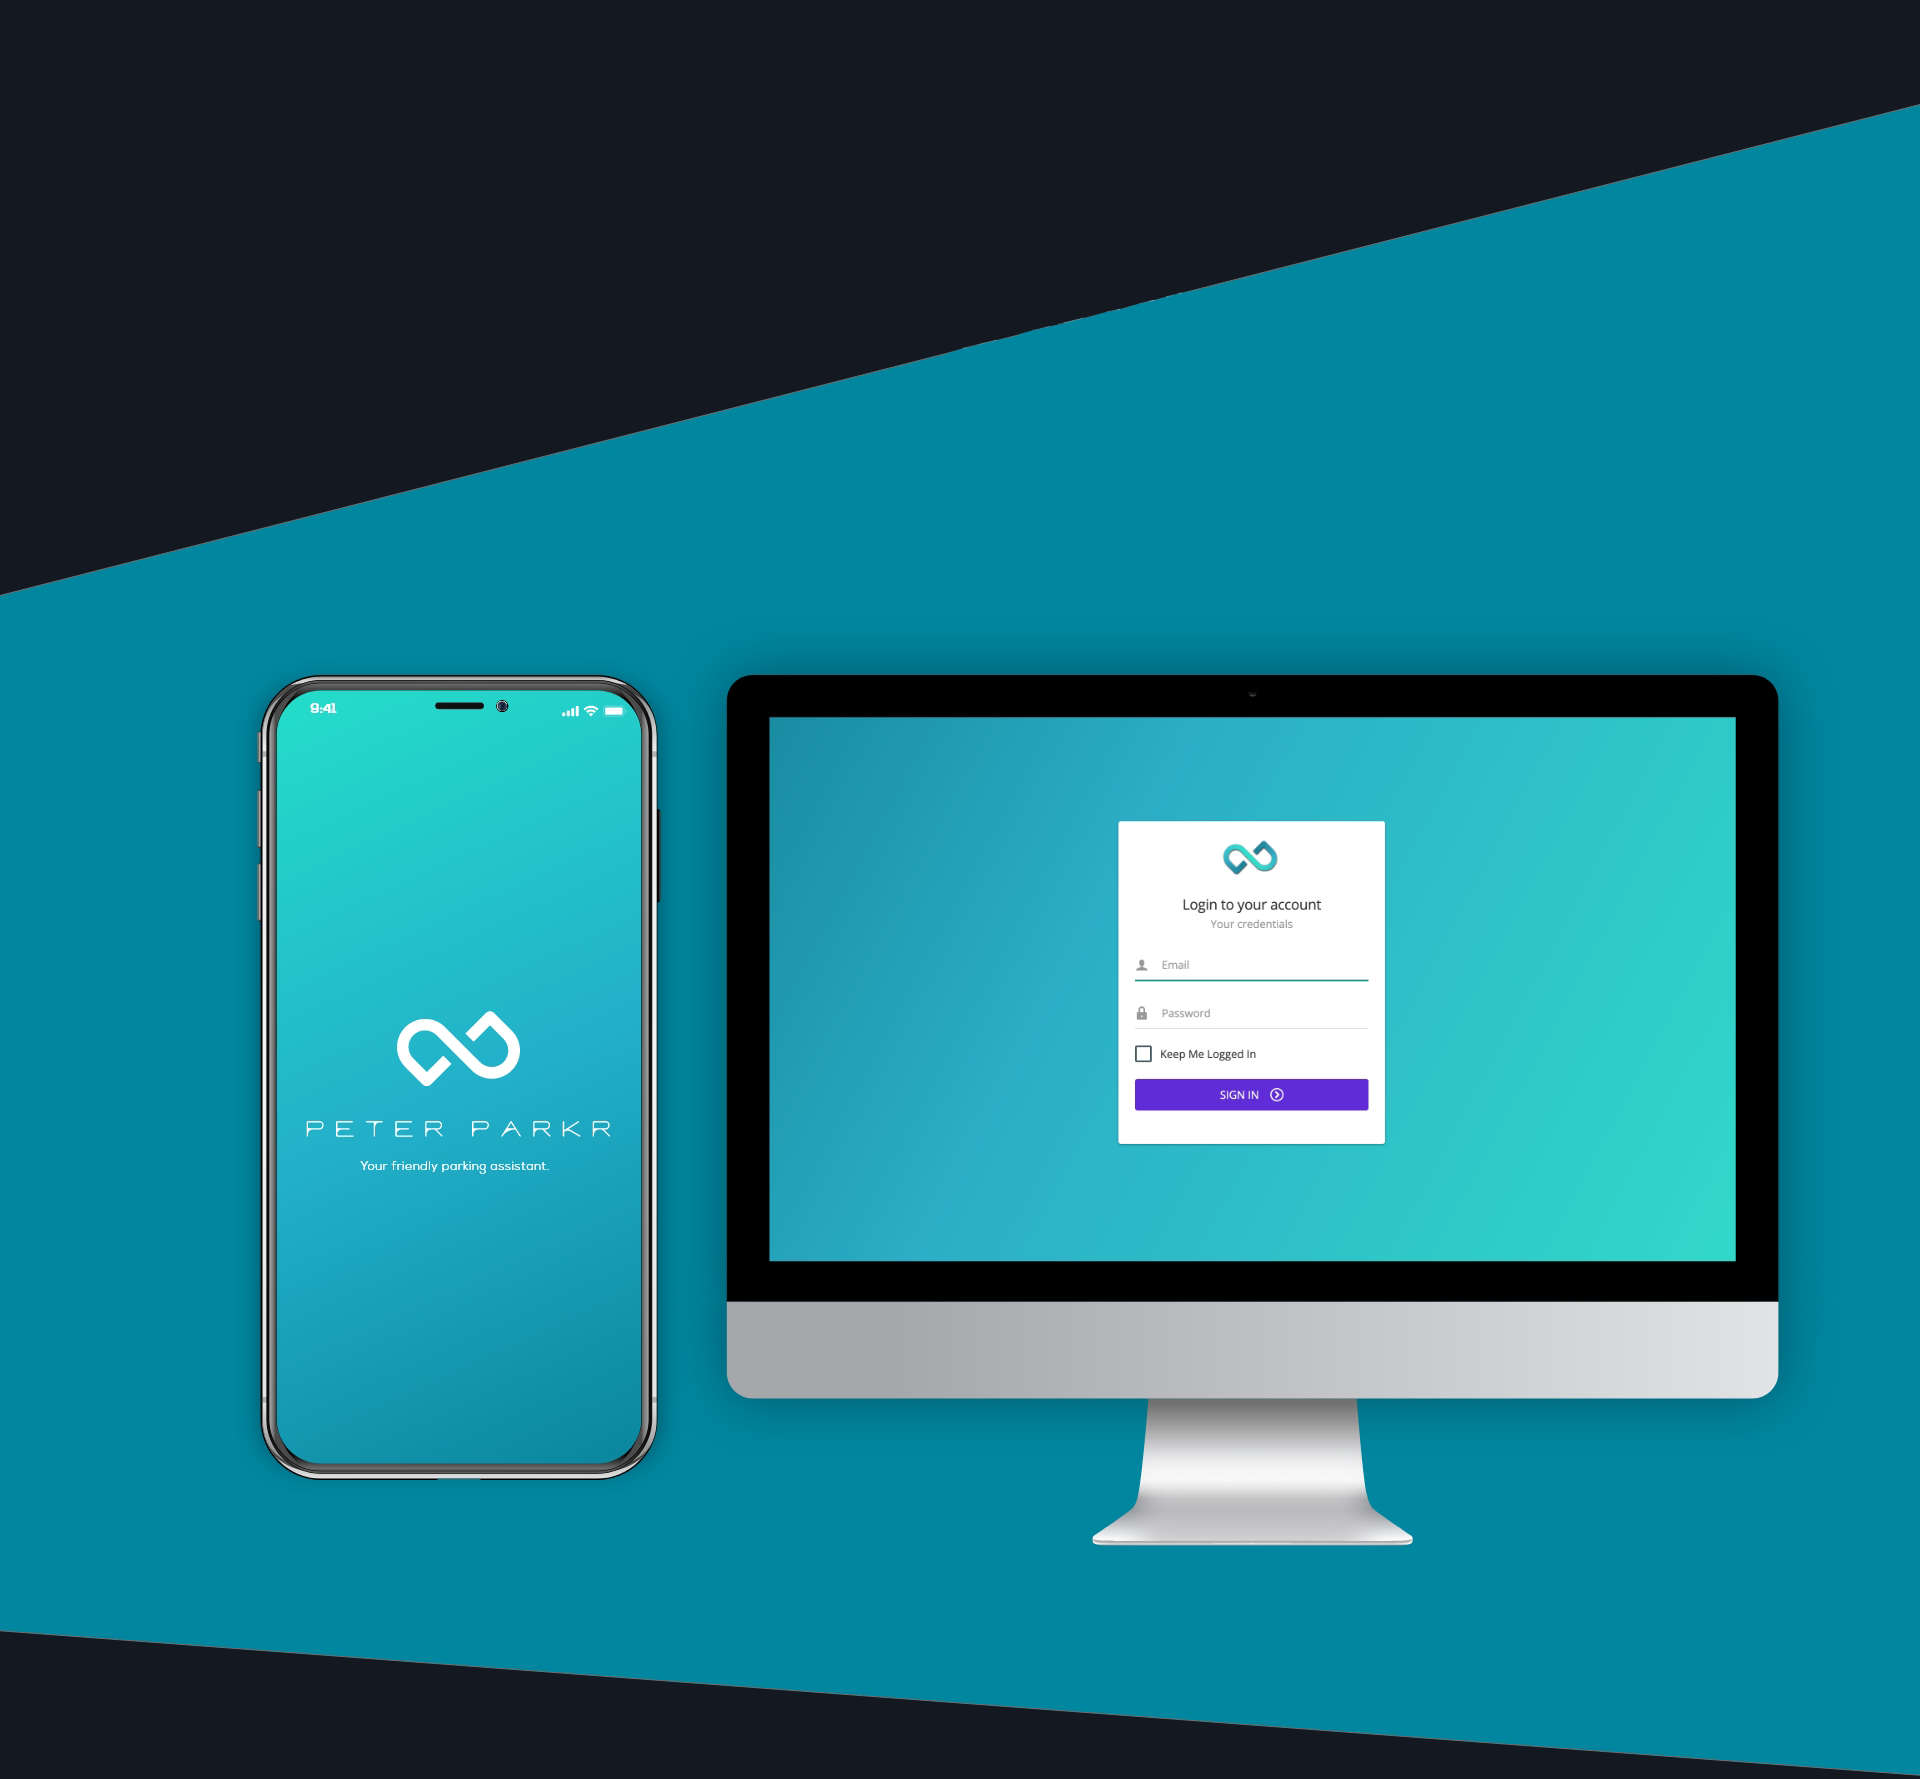 9:41
PETER PARKR
Your friendly parking assistant.
Login to your account
Your credentials
Email
Password
Keep Me Logged In
SIGN IN